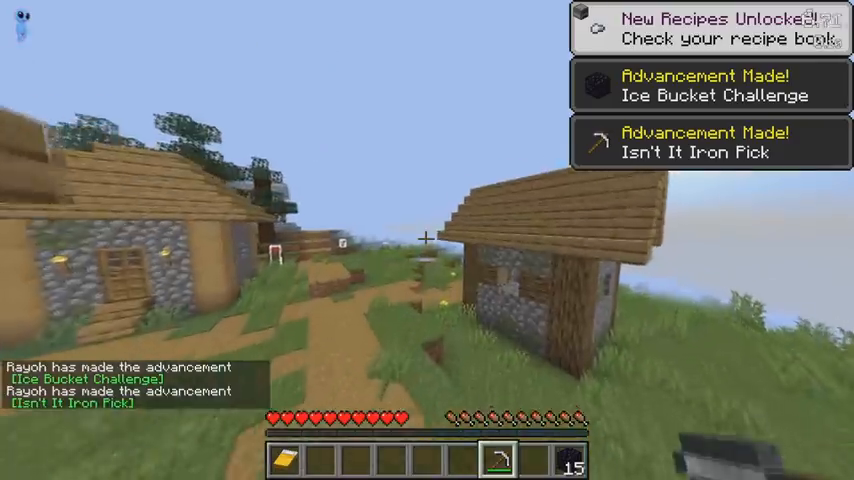 New Recipes Unlocked!
Check your recipe book
Advancement Made!
Ice Bucket Challenge
Advancement Made!
Isn't It Iron Pick
Rayoh has made the advancement
[Ice Bucket Challenge]
Rayoh has made the advancement
[Isn't It Iron Pick]
15